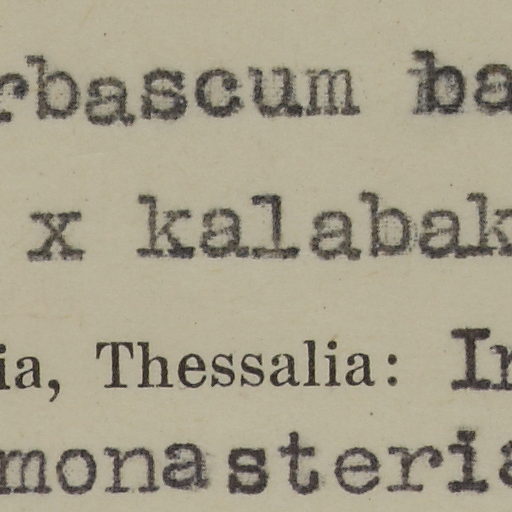 rbascum ba
x kalabak
ia, Thessalia: In
monasteria